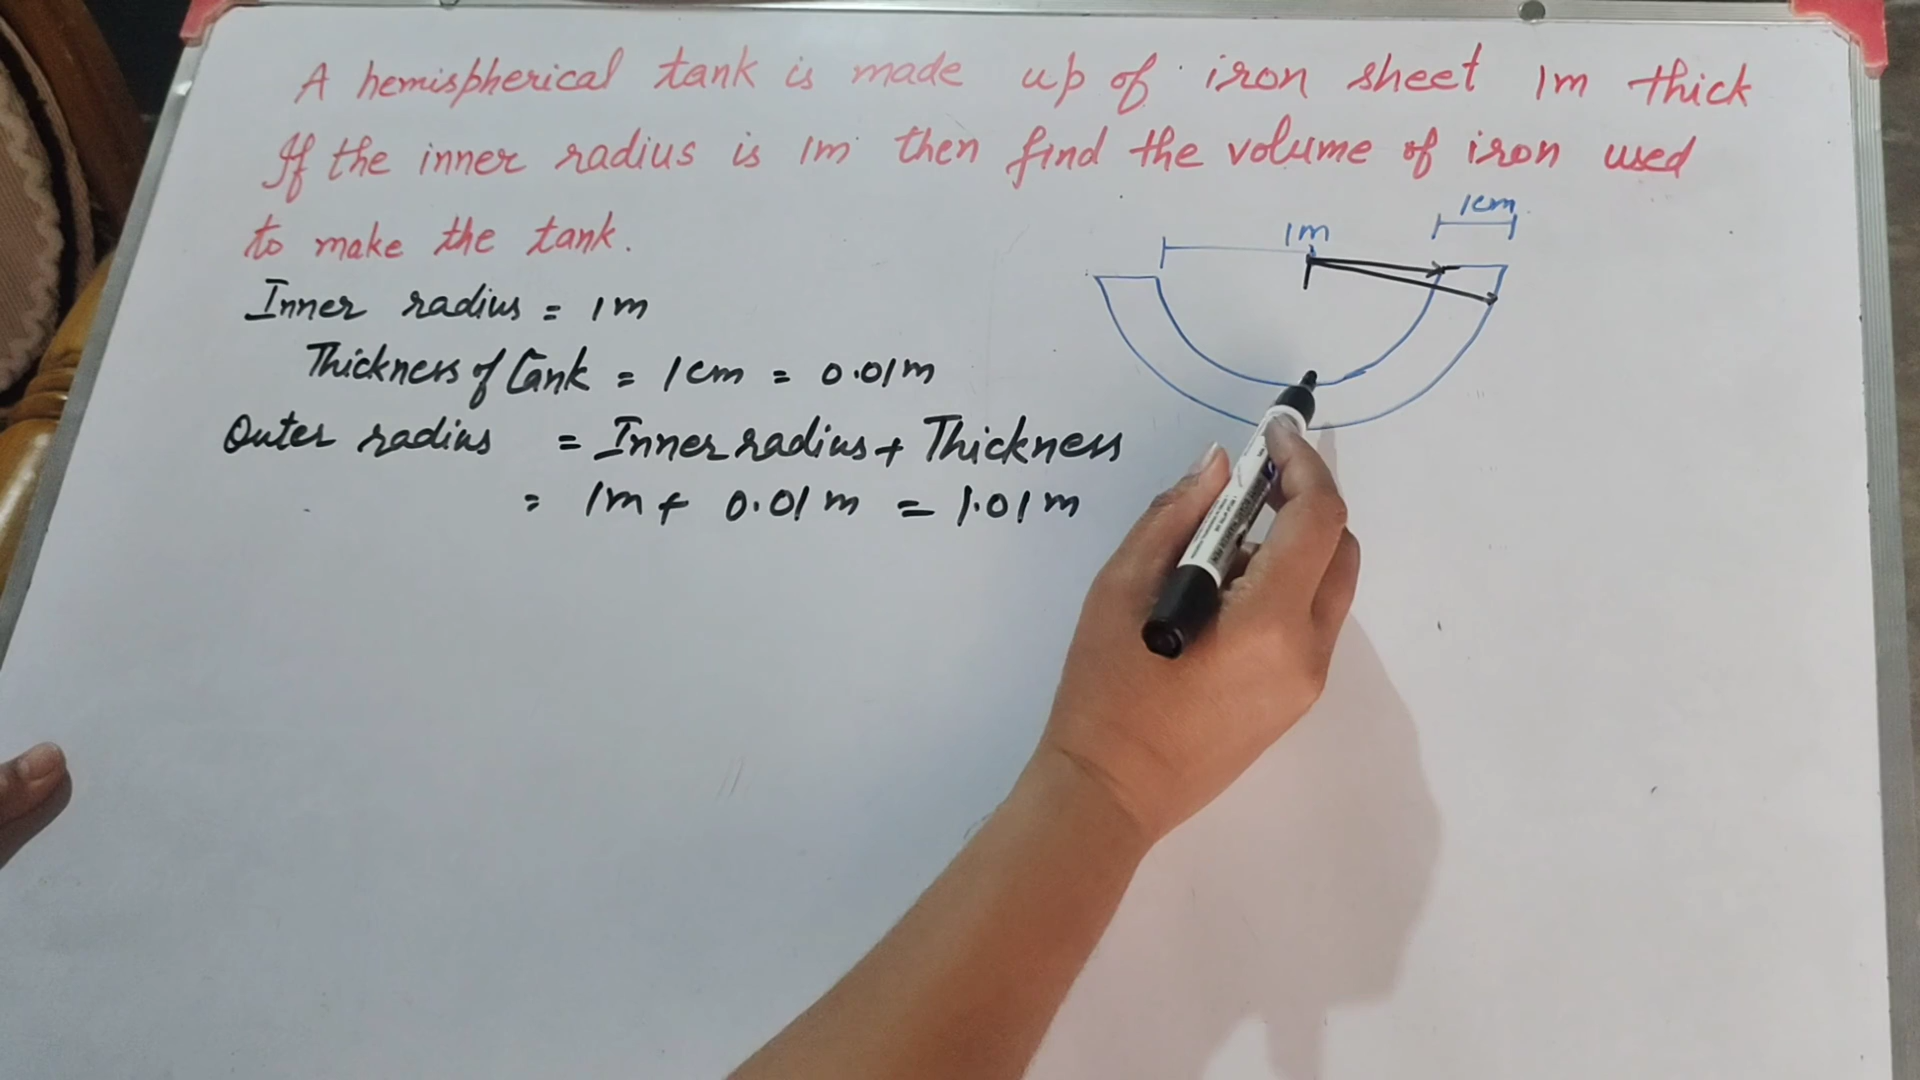 A hemispherical tank is made up of iron sheet 1m thick
If the inner radius is 1m then find the volume of iron used
to make the tank.
1cm
1m
Inner radius = 1m
Thickness of Tank = 1cm = 0.01m
Outer radius = Inner radius + Thickness
= 1m + 0.01m = 1.01m